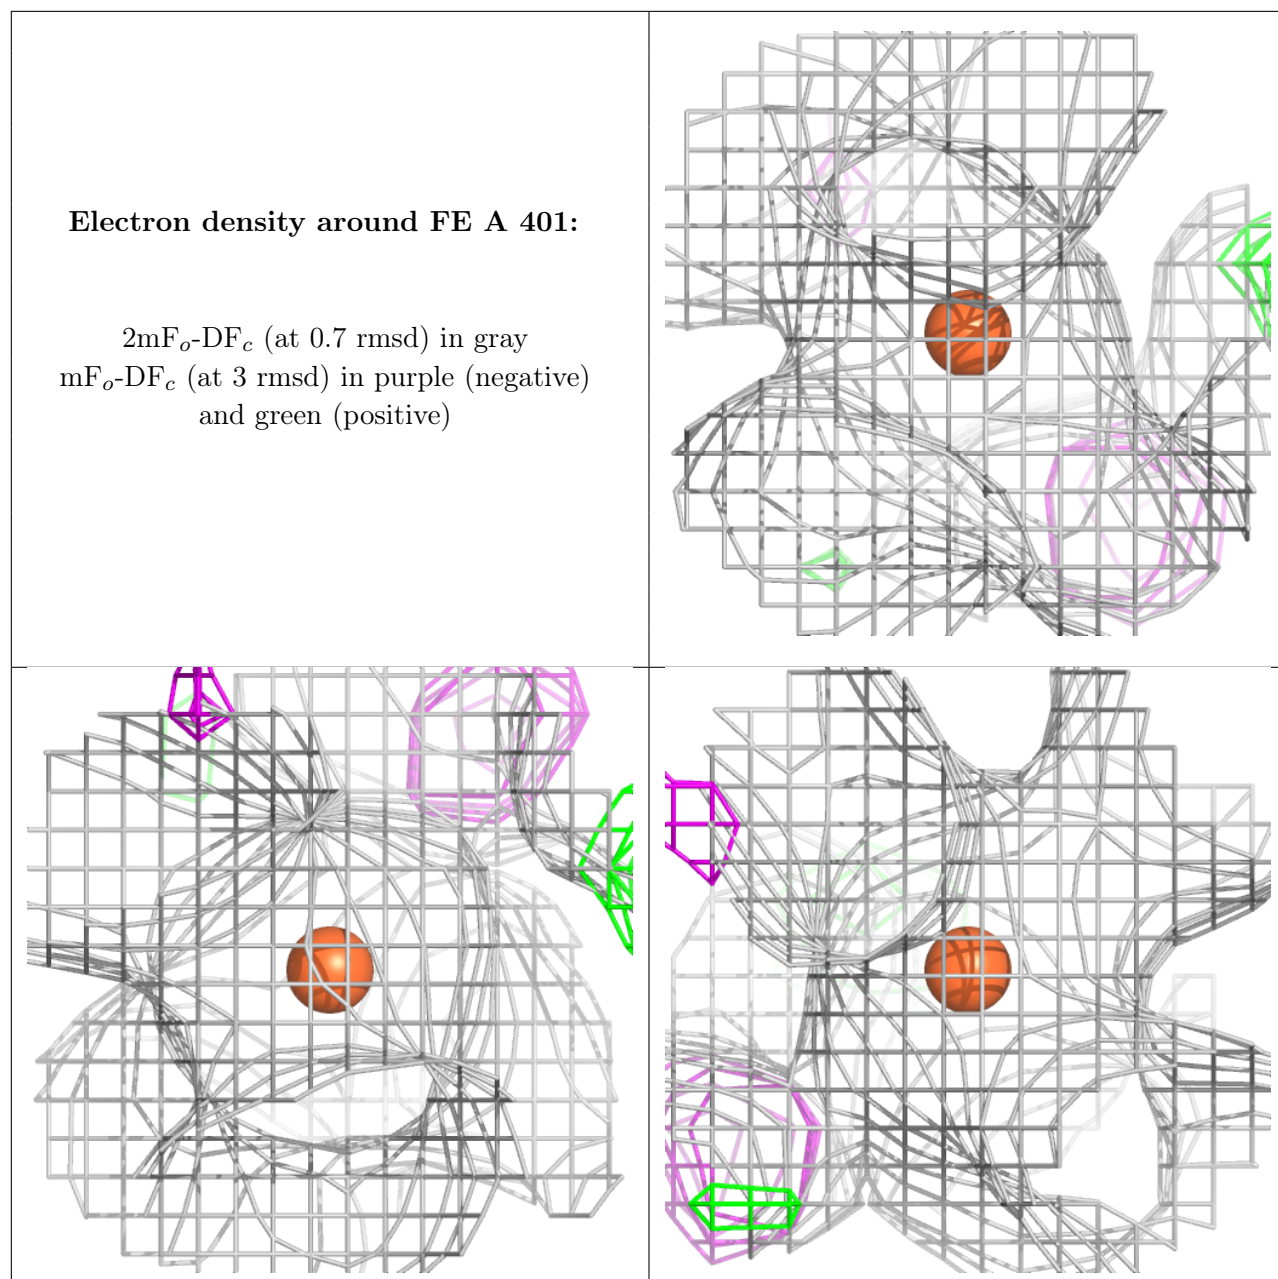 Electron density around FE A 401:
2mFo-DFc (at 0.7 rmsd) in gray
mFo-DFc (at 3 rmsd) in purple (negative)
and green (positive)